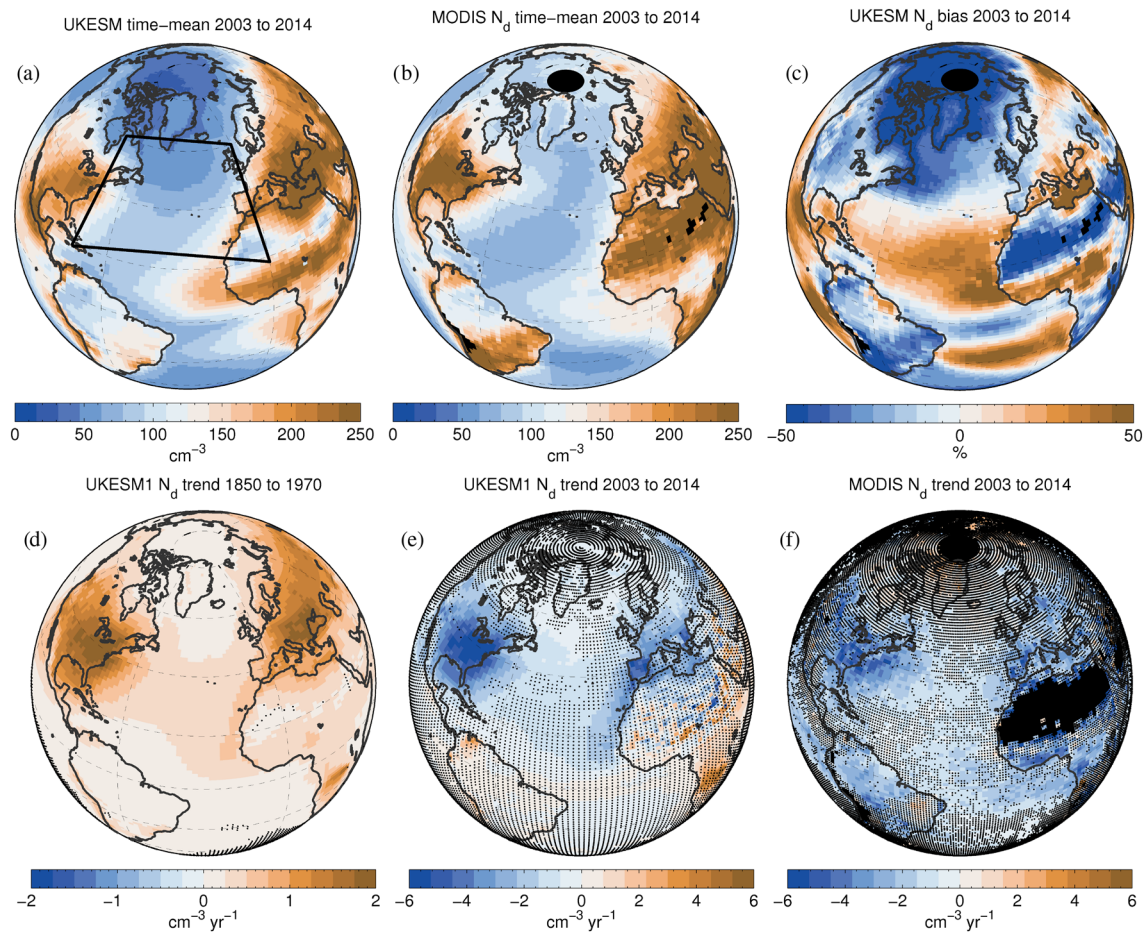 UKESM time−mean 2003 to 2014
MODIS N_d time−mean 2003 to 2014
UKESM N_d bias 2003 to 2014
(a)
(b)
(c)
0 50 100 150 200 250
cm⁻³
0 50 100 150 200 250
cm⁻³
−50 0 50
%
UKESM1 N_d trend 1850 to 1970
UKESM1 N_d trend 2003 to 2014
MODIS N_d trend 2003 to 2014
(d)
(e)
(f)
−2 −1 0 1 2
cm⁻³ yr⁻¹
−6 −4 −2 0 2 4 6
cm⁻³ yr⁻¹
−6 −4 −2 0 2 4 6
cm⁻³ yr⁻¹